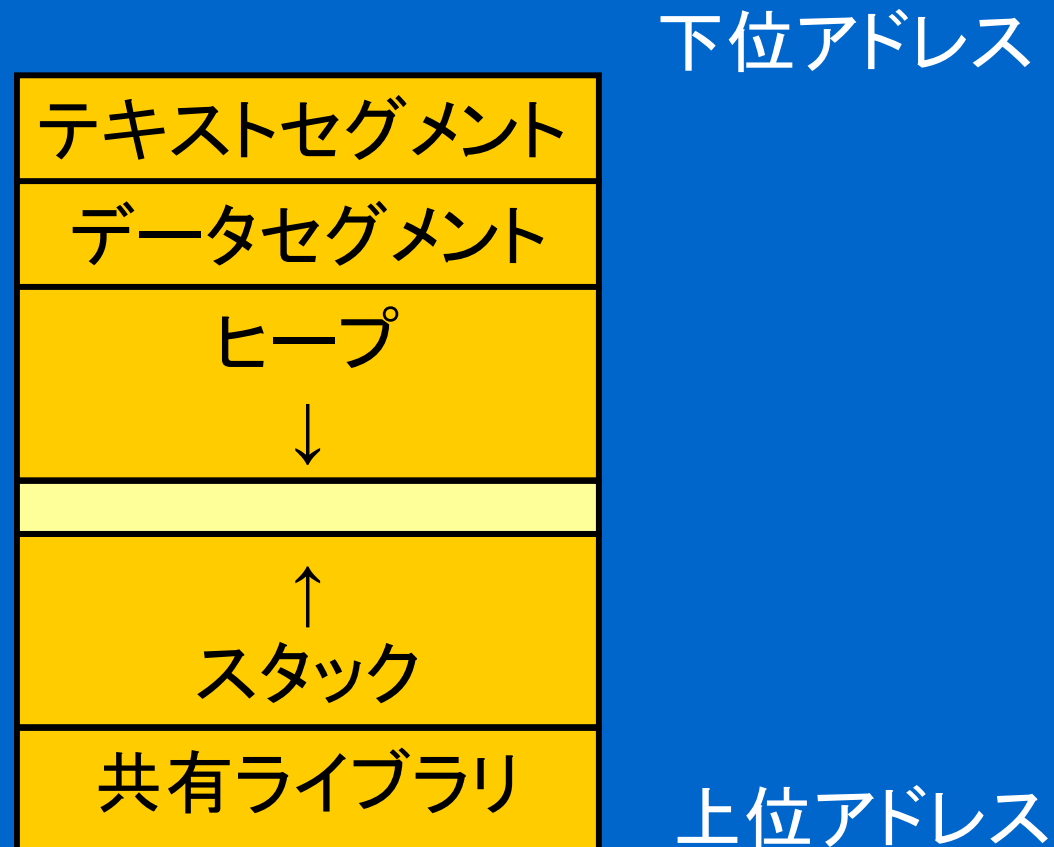 下位アドレス
テキストセグメント
データセグメント
ヒープ
↓
↑
スタック
共有ライブラリ
上位アドレス